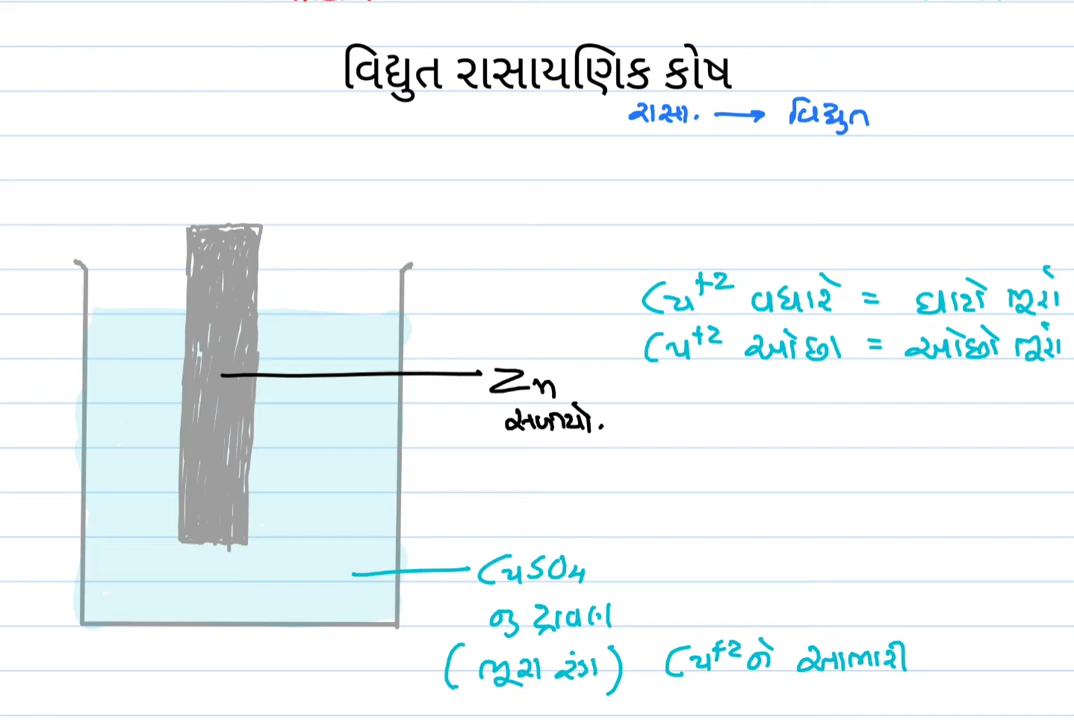 વિદ્યુત રાસાયણિક કોષ
રાસા. → વિદ્યુત
Cu+2 વધારે = ઘાટો ભૂરો
Cu+2 ઓછા = ઓછો ભૂરો
Zn
સળિયો.
CuSO4
નુ દ્રાવણ
(ભૂરા રંગ) Cu+2 ને આભારી